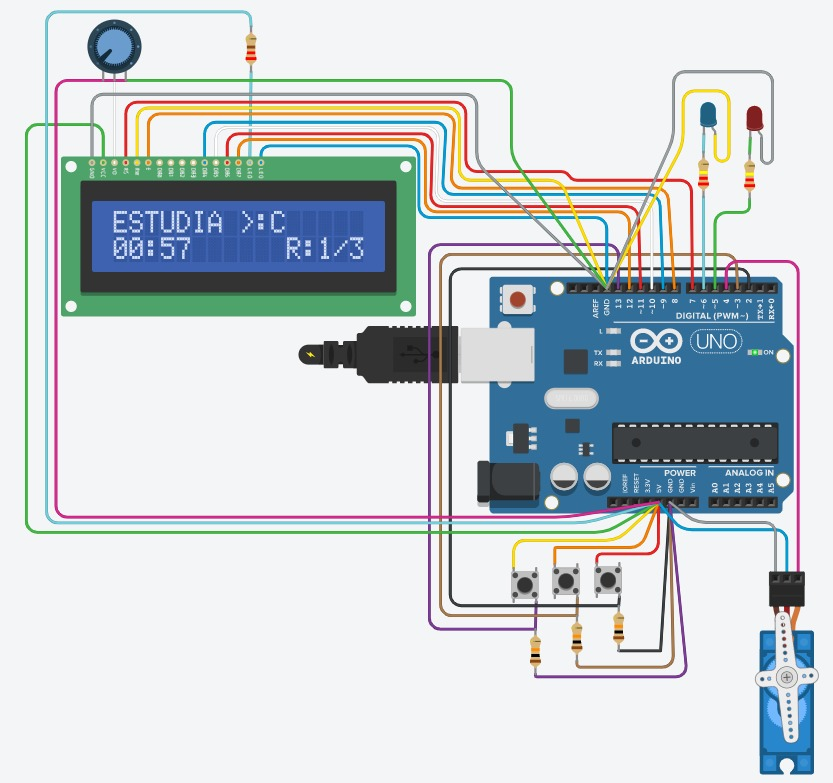 GND
VCC
V0
RS
RW
E
DB0
DB1
DB2
DB3
DB4
DB5
DB6
DB7
LED
LED
ESTUDIA >:C
00:57 R:1/3
AREF
GND
13
12
~11
~10
~9
8
7
~6
~5
4
~3
2
TX→1
RX←0
DIGITAL (PWM~)
L
TX
RX
ARDUINO
UNO
ON
POWER
ANALOG IN
IOREF
RESET
3.3V
5V
GND
GND
Vin
A0
A1
A2
A3
A4
A5